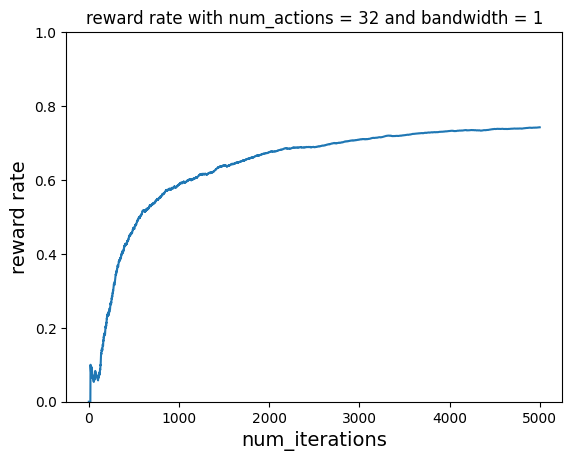 reward rate with num_actions = 32 and bandwidth = 1
1.0
0.8
0.6
0.4
0.2
0.0
reward rate
0 1000 2000 3000 4000 5000
num_iterations